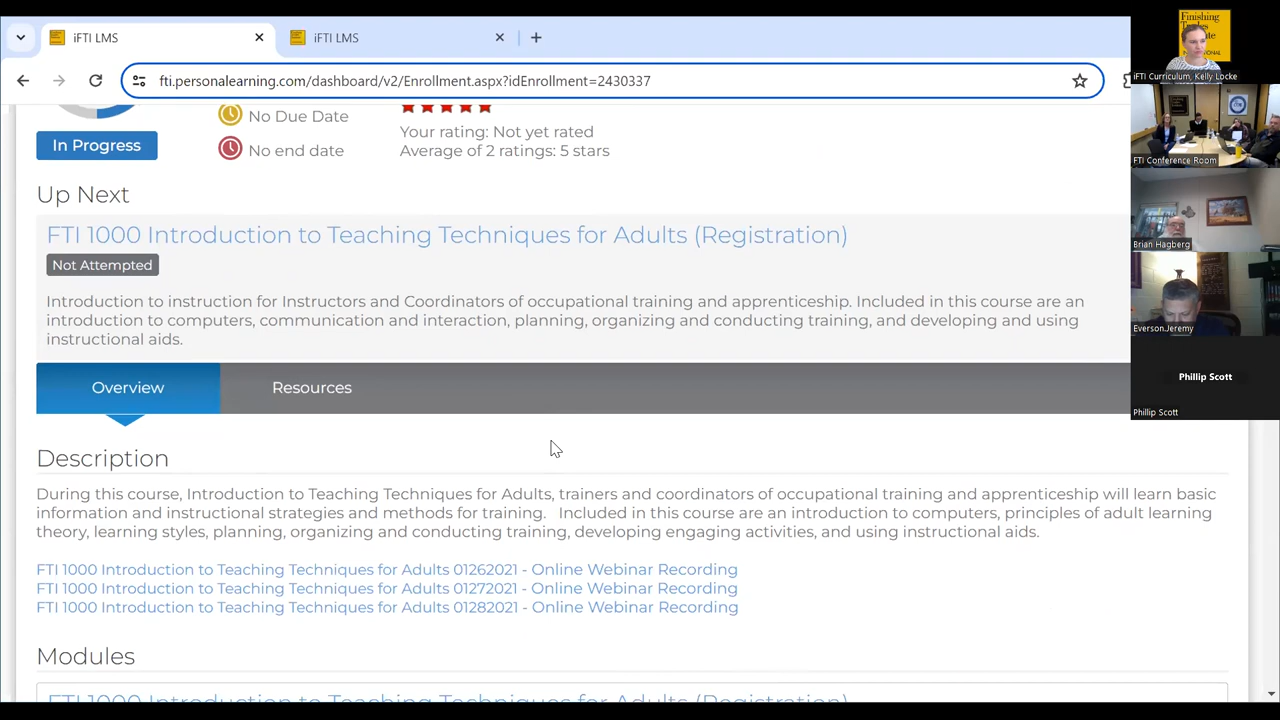 iFTI LMS
iFTI LMS
fti.personalearning.com/dashboard/v2/Enrollment.aspx?idEnrollment=2430337
No Due Date
In Progress
No end date
Your rating: Not yet rated
Average of 2 ratings: 5 stars
Up Next
FTI 1000 Introduction to Teaching Techniques for Adults (Registration)
Not Attempted
Introduction to instruction for Instructors and Coordinators of occupational training and apprenticeship. Included in this course are an
introduction to computers, communication and interaction, planning, organizing and conducting training, and developing and using
instructional aids.
Overview
Resources
Description
During this course, Introduction to Teaching Techniques for Adults, trainers and coordinators of occupational training and apprenticeship will learn basic
information and instructional strategies and methods for training. Included in this course are an introduction to computers, principles of adult learning
theory, learning styles, planning, organizing and conducting training, developing engaging activities, and using instructional aids.
FTI 1000 Introduction to Teaching Techniques for Adults 01262021 - Online Webinar Recording
FTI 1000 Introduction to Teaching Techniques for Adults 01272021 - Online Webinar Recording
FTI 1000 Introduction to Teaching Techniques for Adults 01282021 - Online Webinar Recording
Modules
FTI 1000 Introduction to Teaching Techniques for Adults (Registration)
Finishing
iFTI Curriculum, Kelly Locke
FTI Conference Room
Brian Hagberg
Everson.Jeremy
Phillip Scott
Phillip Scott